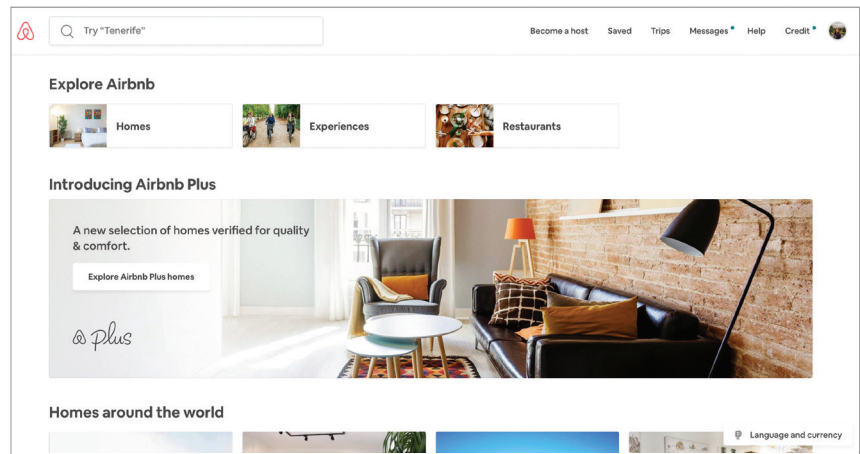 Try "Tenerife"
Become a host Saved Trips Messages Help Credit
Explore Airbnb
Homes Experiences Restaurants
Introducing Airbnb Plus
A new selection of homes verified for quality
& comfort.
Explore Airbnb Plus homes
plus
Homes around the world
Language and currency